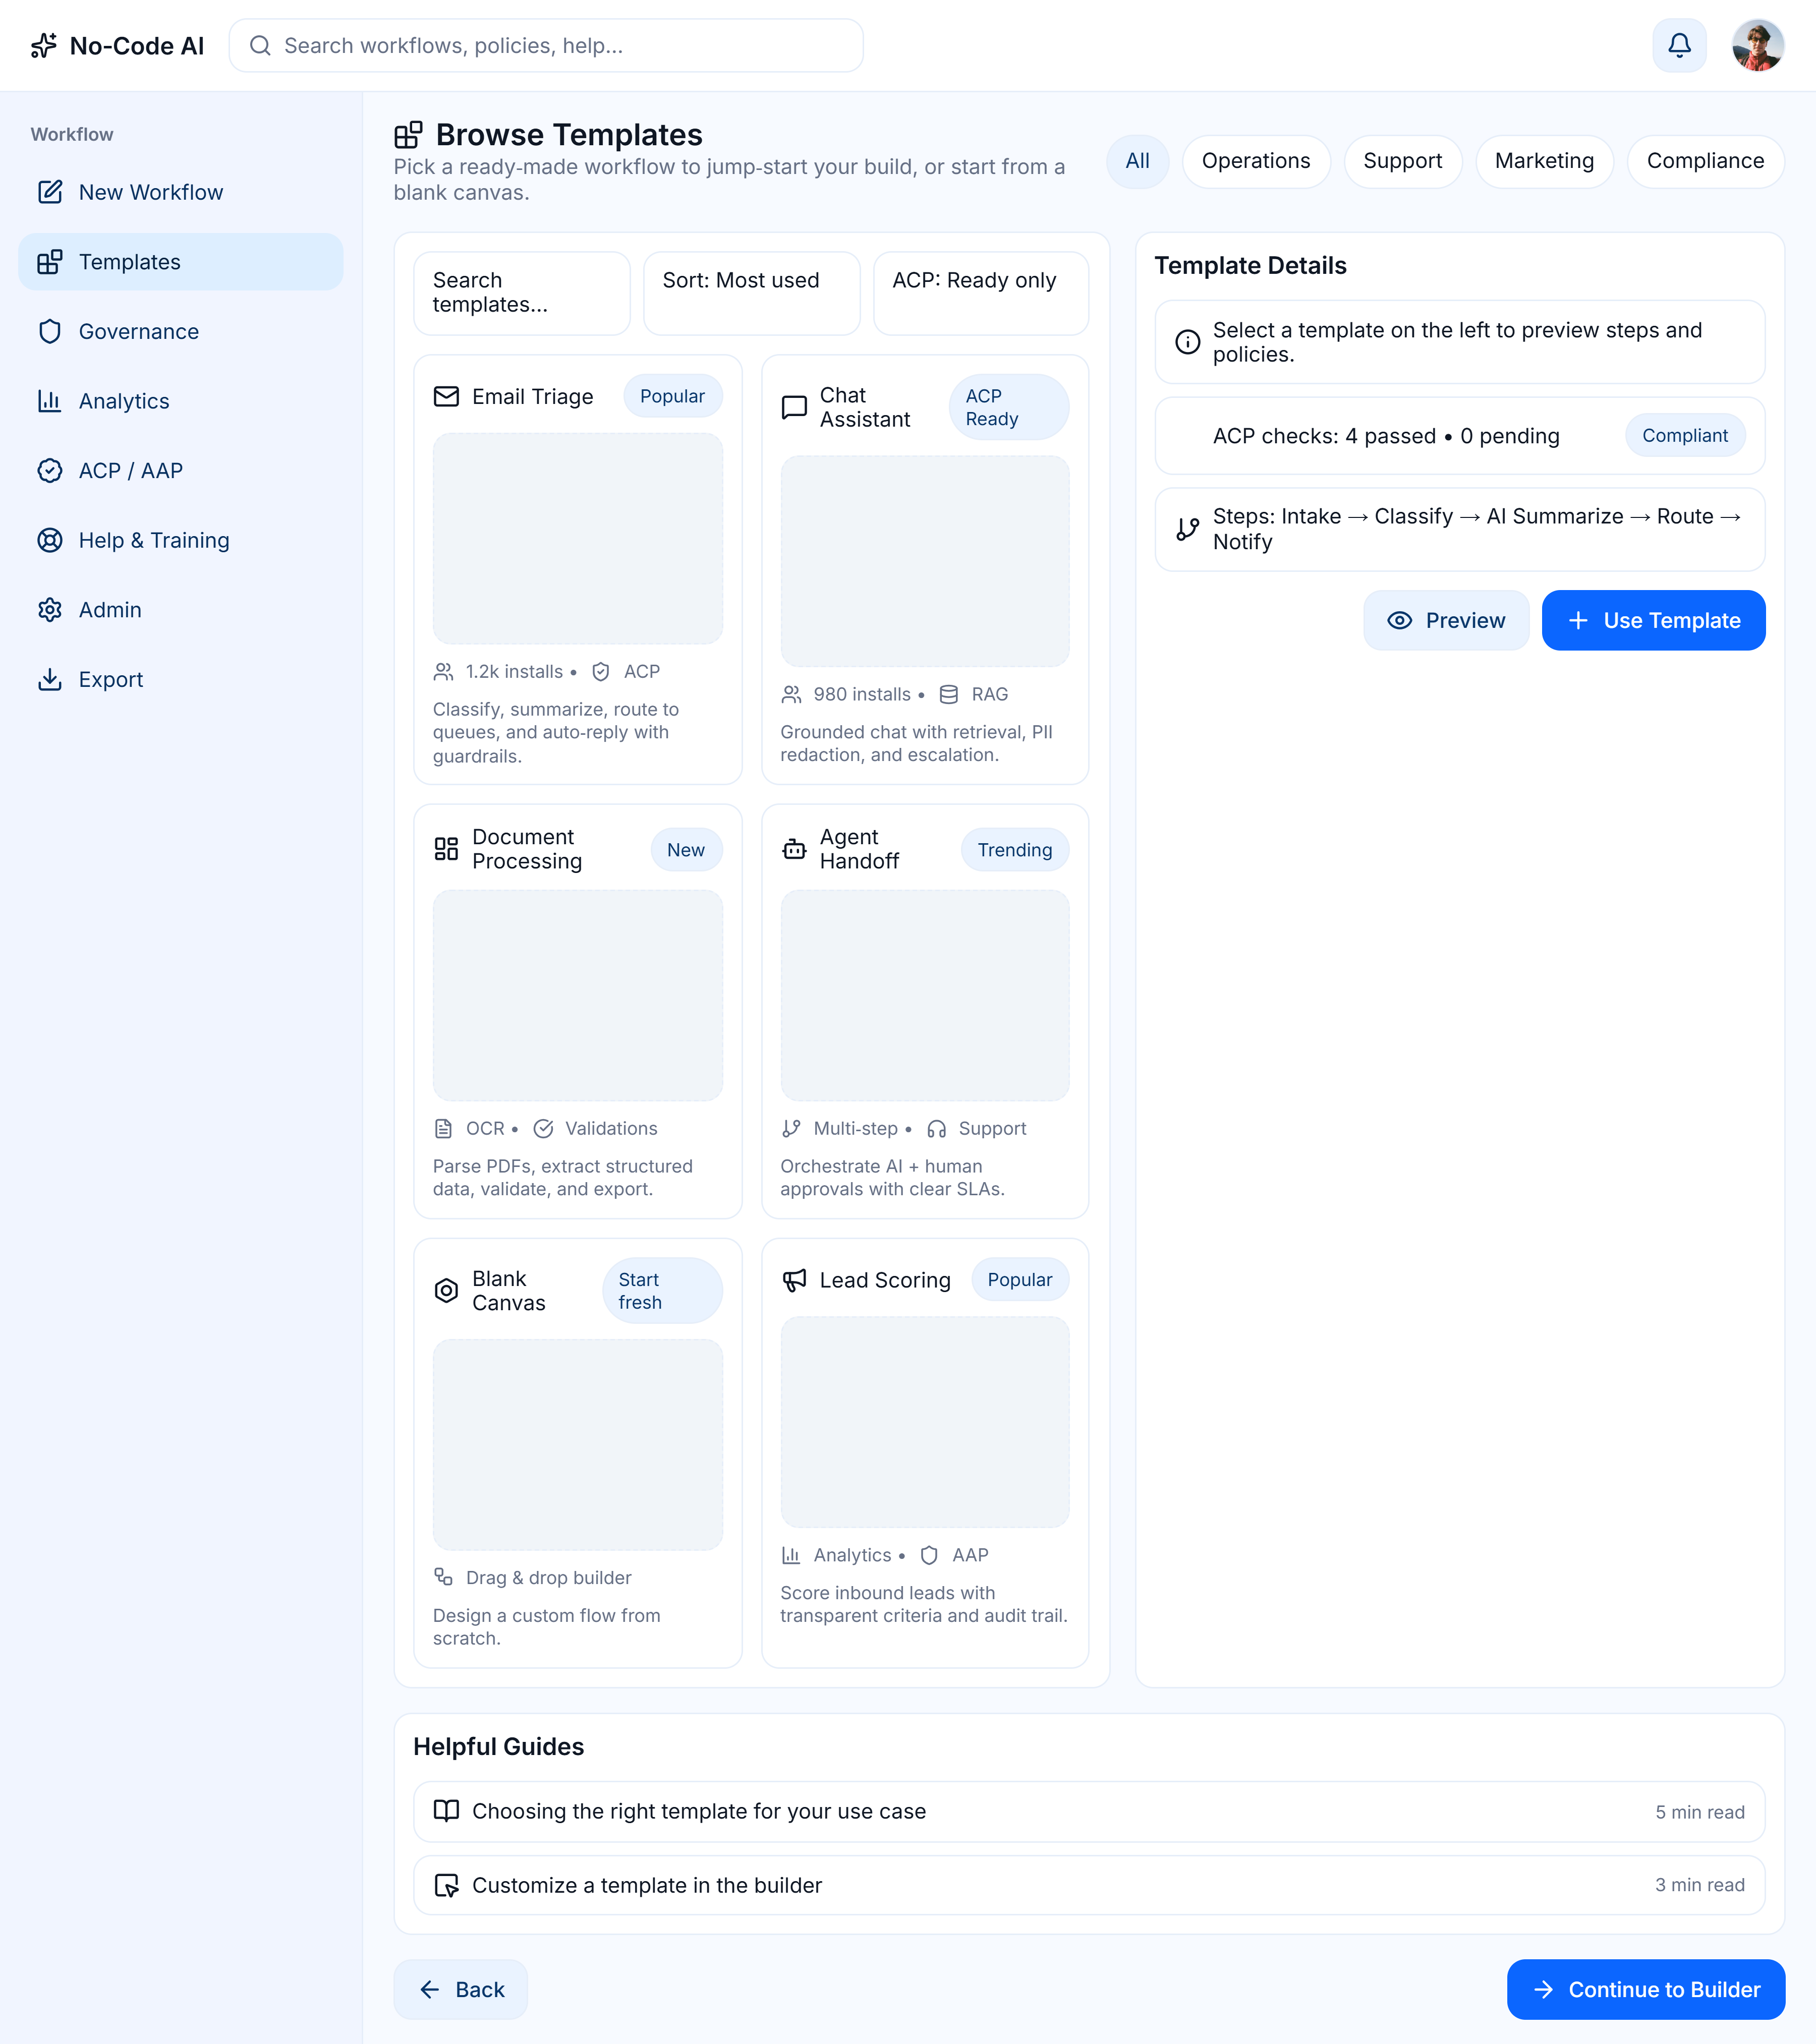 No-Code AI
Search workflows, policies, help...
Workflow
New Workflow
Templates
Governance
Analytics
ACP / AAP
Help & Training
Admin
Export
Browse Templates
Pick a ready-made workflow to jump-start your build, or start from a
blank canvas.
All
Operations
Support
Marketing
Compliance
Search
templates...
Sort: Most used
ACP: Ready only
Email Triage
Popular
1.2k installs •
ACP
Classify, summarize, route to
queues, and auto-reply with
guardrails.
Chat
Assistant
ACP
Ready
980 installs •
RAG
Grounded chat with retrieval, PII
redaction, and escalation.
Document
Processing
New
OCR •
Validations
Parse PDFs, extract structured
data, validate, and export.
Agent
Handoff
Trending
Multi-step •
Support
Orchestrate AI + human
approvals with clear SLAs.
Blank
Canvas
Start
fresh
Drag & drop builder
Design a custom flow from
scratch.
Lead Scoring
Popular
Analytics •
AAP
Score inbound leads with
transparent criteria and audit trail.
Template Details
Select a template on the left to preview steps and
policies.
ACP checks: 4 passed • 0 pending
Compliant
Steps: Intake → Classify → AI Summarize → Route →
Notify
Preview
Use Template
Helpful Guides
Choosing the right template for your use case
5 min read
Customize a template in the builder
3 min read
Back
Continue to Builder